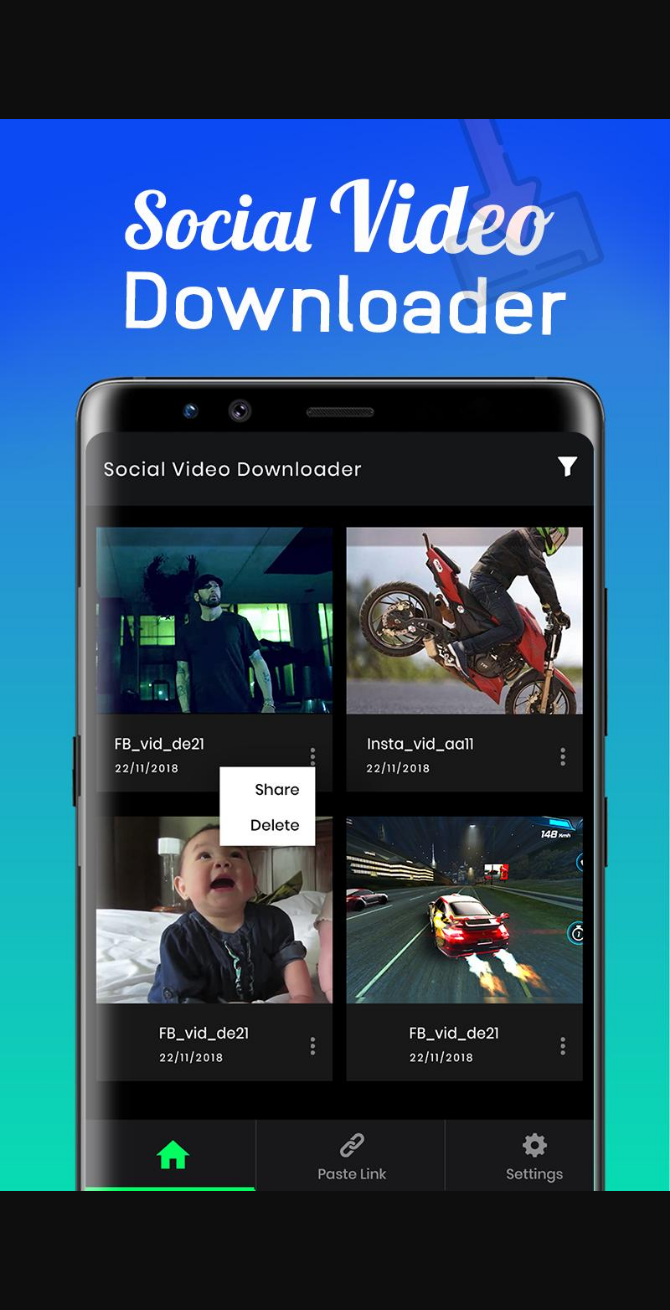 Social Video
Downloader
Social Video Downloader
FB_vid_de21
22/11/2018
Insta_vid_aa11
22/11/2018
Share
Delete
148 Kmh
FB_vid_de21
22/11/2018
FB_vid_de21
22/11/2018
Paste Link
Settings